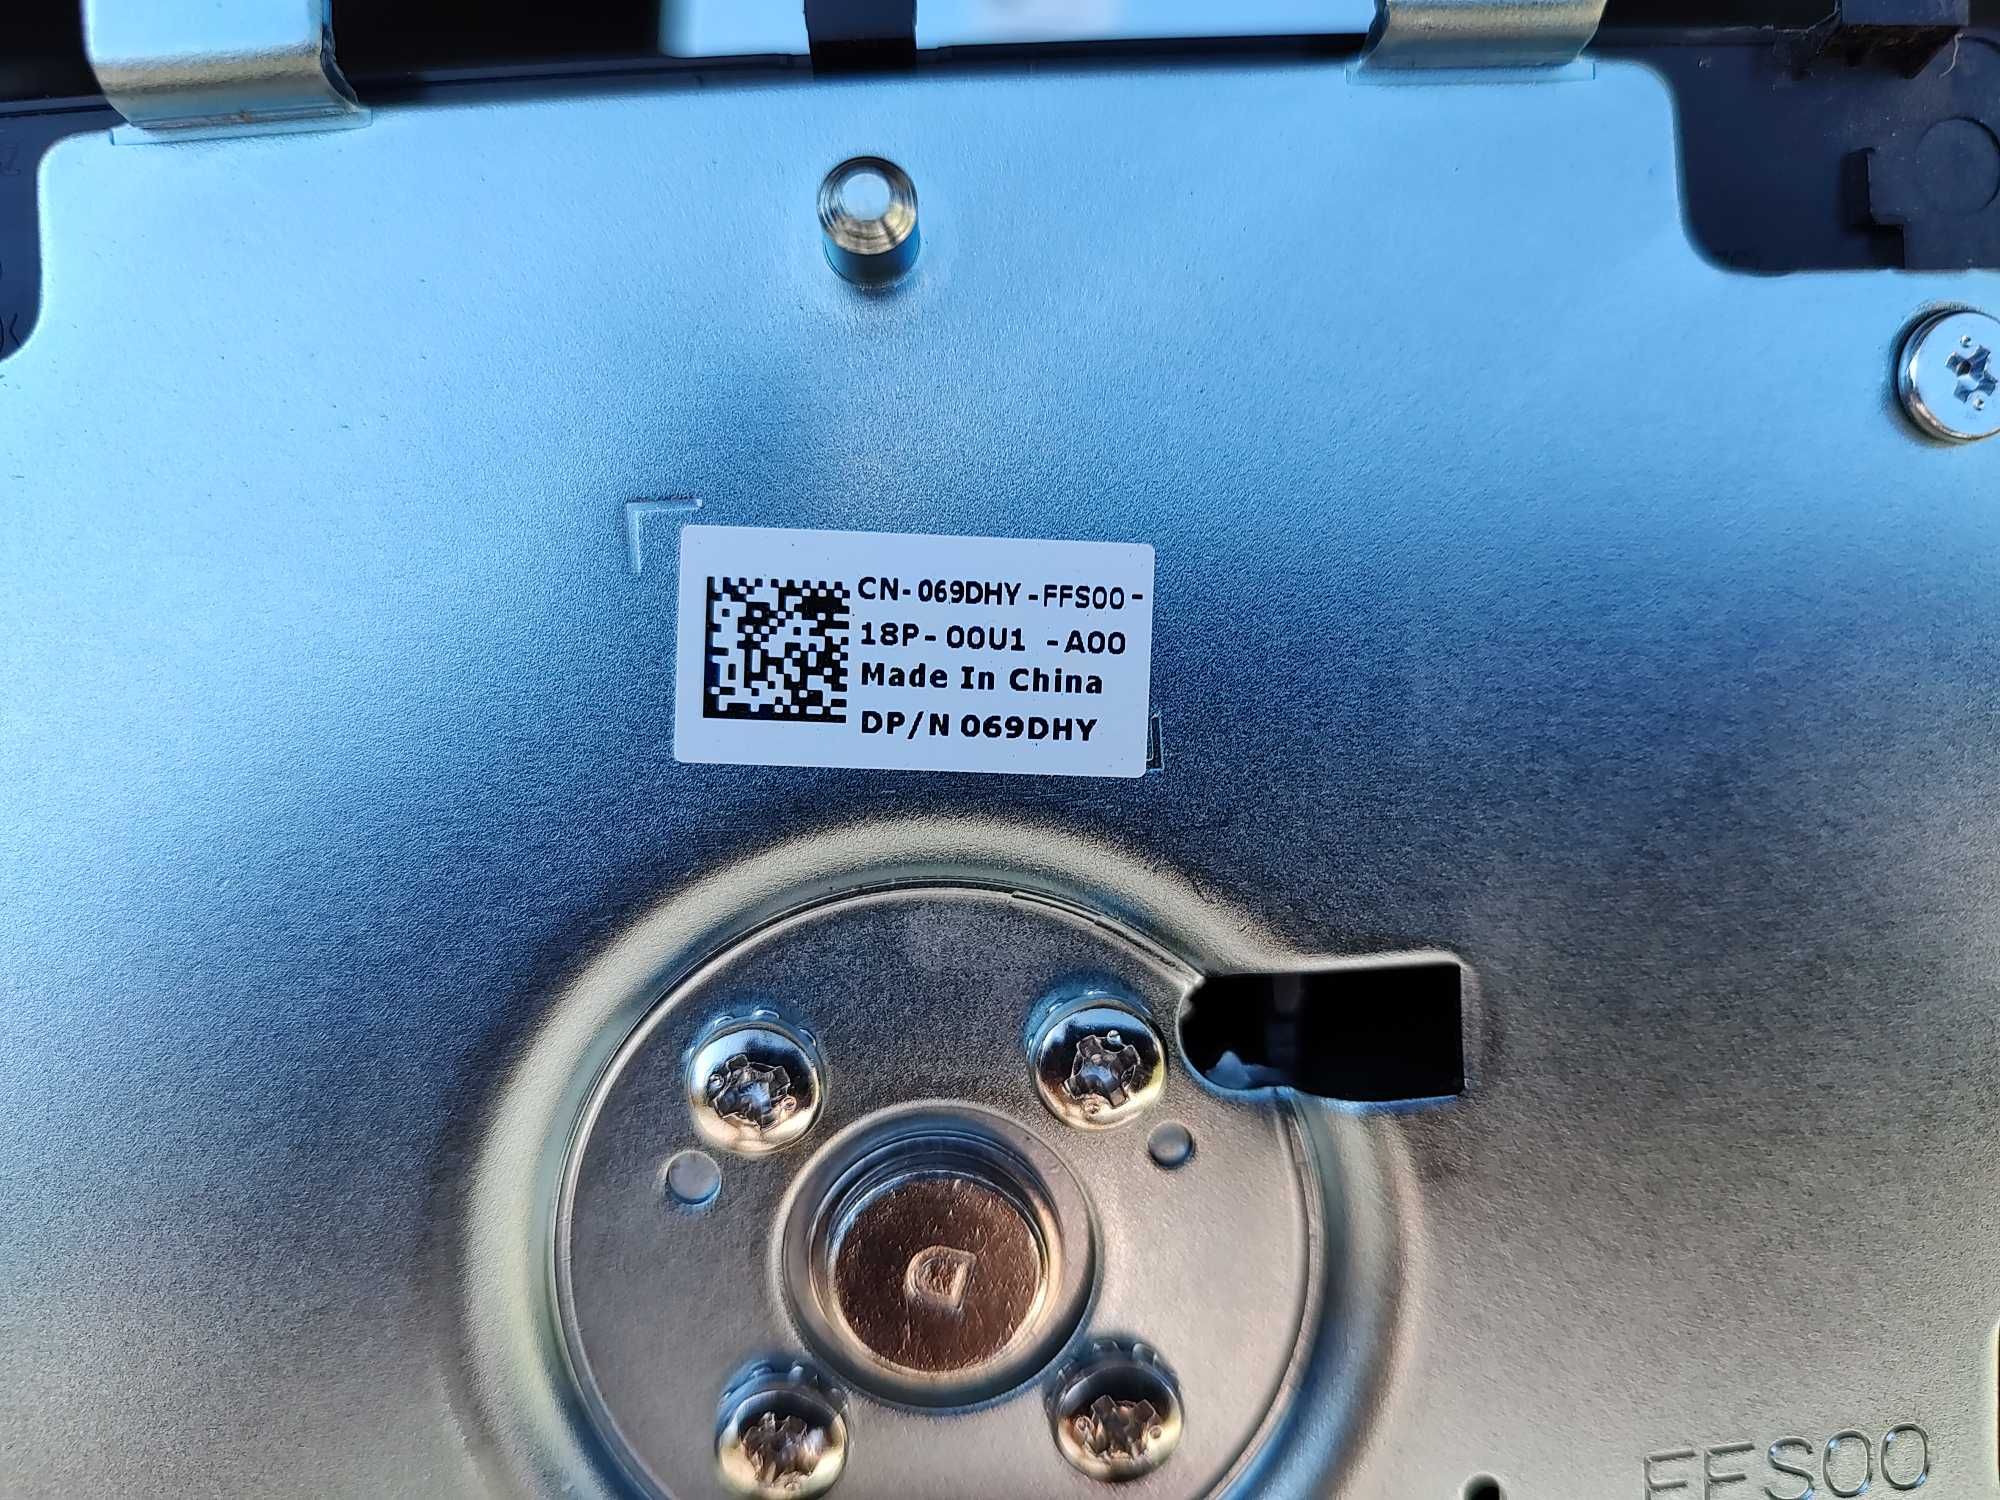 CN-069DHY-FFS00-
18P-00U1 -A00
Made In China
DP/N 069DHY
D
FFS00